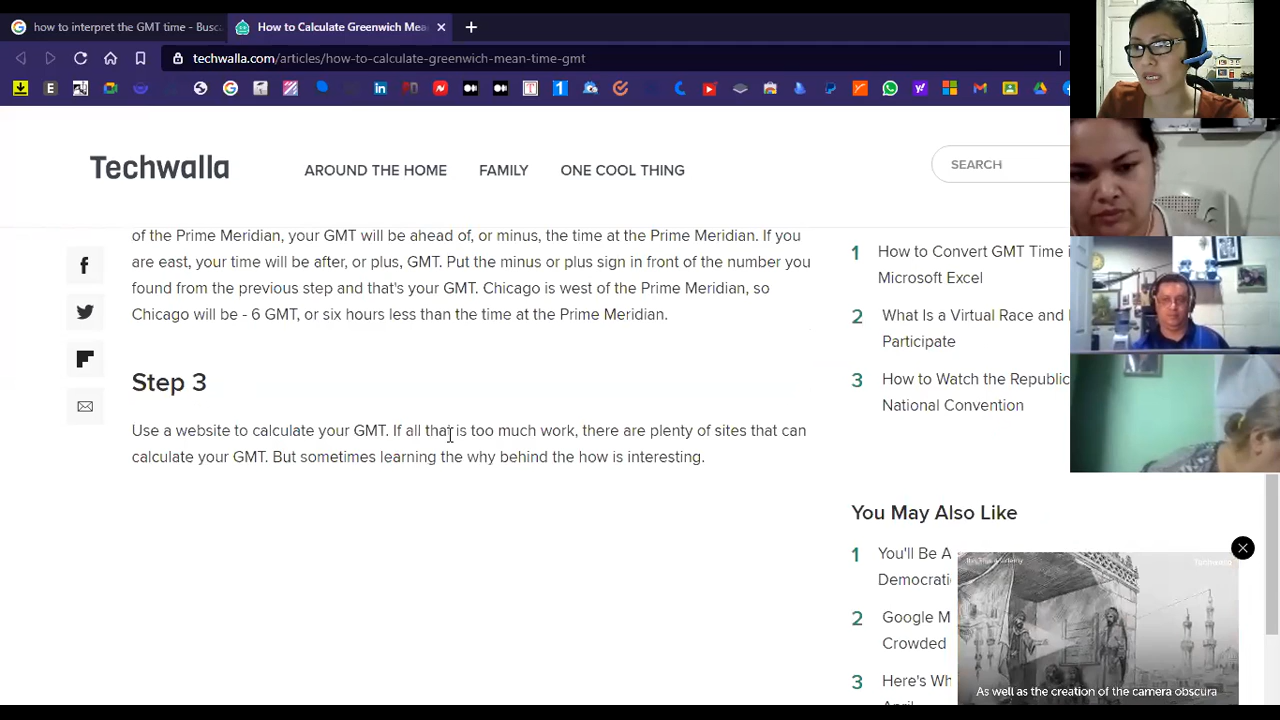 how to interpret the GMT time - Busc
How to Calculate Greenwich Mea
techwalla.com/articles/how-to-calculate-greenwich-mean-time-gmt
Techwalla
AROUND THE HOME
FAMILY
ONE COOL THING
SEARCH
of the Prime Meridian, your GMT will be ahead of, or minus, the time at the Prime Meridian. If you
are east, your time will be after, or plus, GMT. Put the minus or plus sign in front of the number you
found from the previous step and that's your GMT. Chicago is west of the Prime Meridian, so
Chicago will be - 6 GMT, or six hours less than the time at the Prime Meridian.
Step 3
Use a website to calculate your GMT. If all that is too much work, there are plenty of sites that can
calculate your GMT. But sometimes learning the why behind the how is interesting.
1 How to Convert GMT Time i
Microsoft Excel
2 What Is a Virtual Race and
Participate
3 How to Watch the Republic
National Convention
You May Also Like
1 You'll Be A
Democrati
2 Google M
Crowded
3 Here's Wh
As well as the creation of the camera obscura